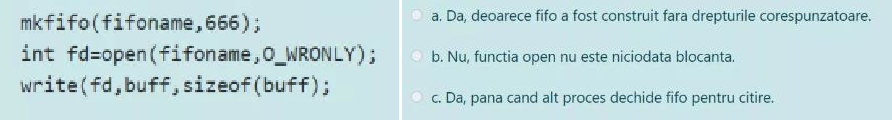 mkfifo(fifoname,666);
int fd=open(fifoname,O_WRONLY);
write(fd,buff,sizeof(buff);
a. Da, deoarece fifo a fost construit fara drepturile corespunzatoare.
b. Nu, functia open nu este niciodata blocanta.
c. Da, pana cand alt proces dechide fifo pentru citire.